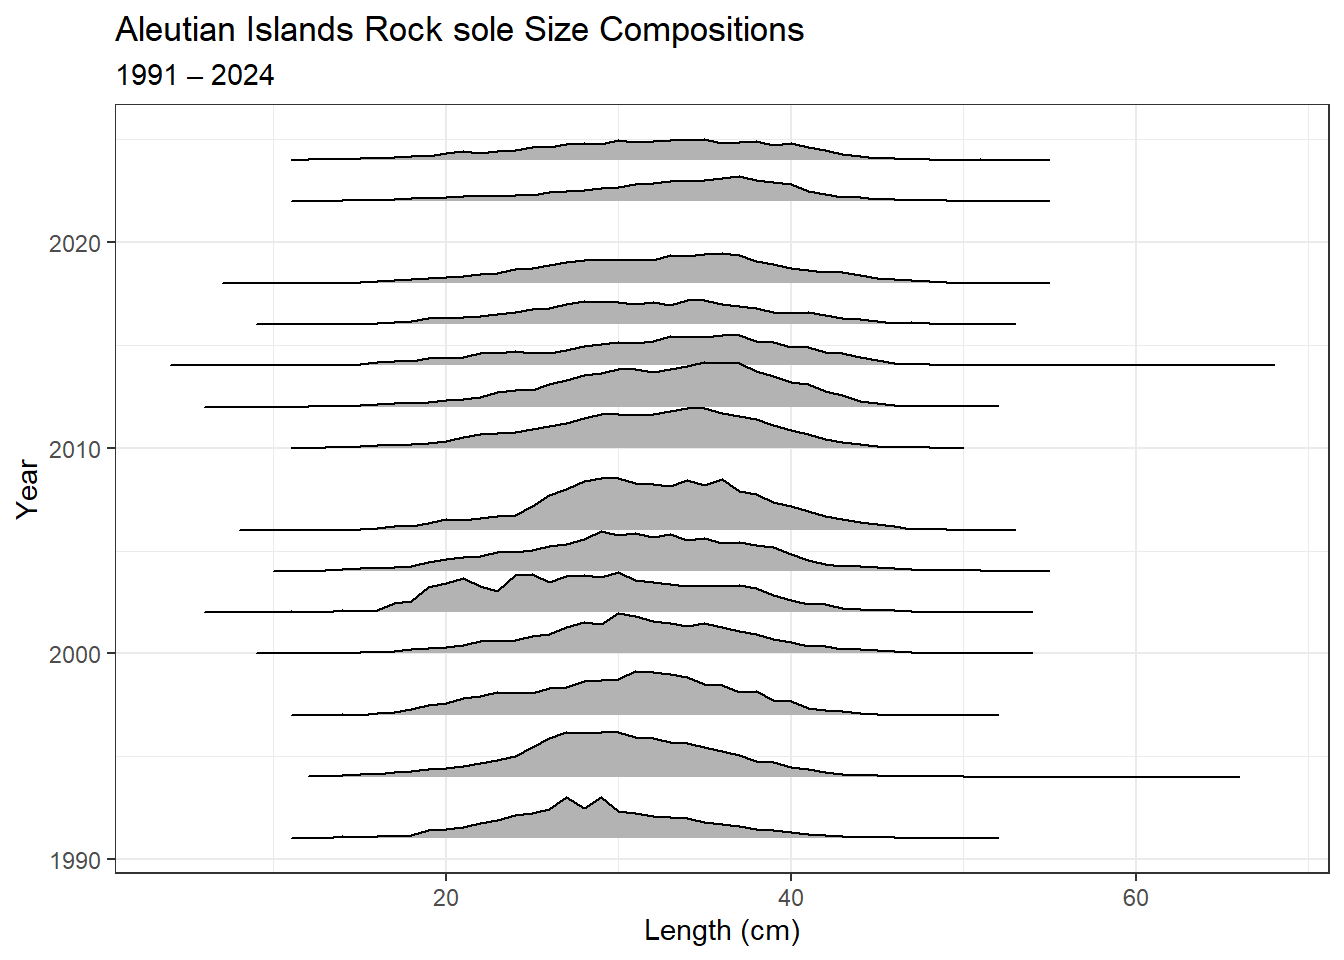 Aleutian Islands Rock sole Size Compositions
1991 – 2024
2020
2010
2000
1990
Year
20 40 60
Length (cm)